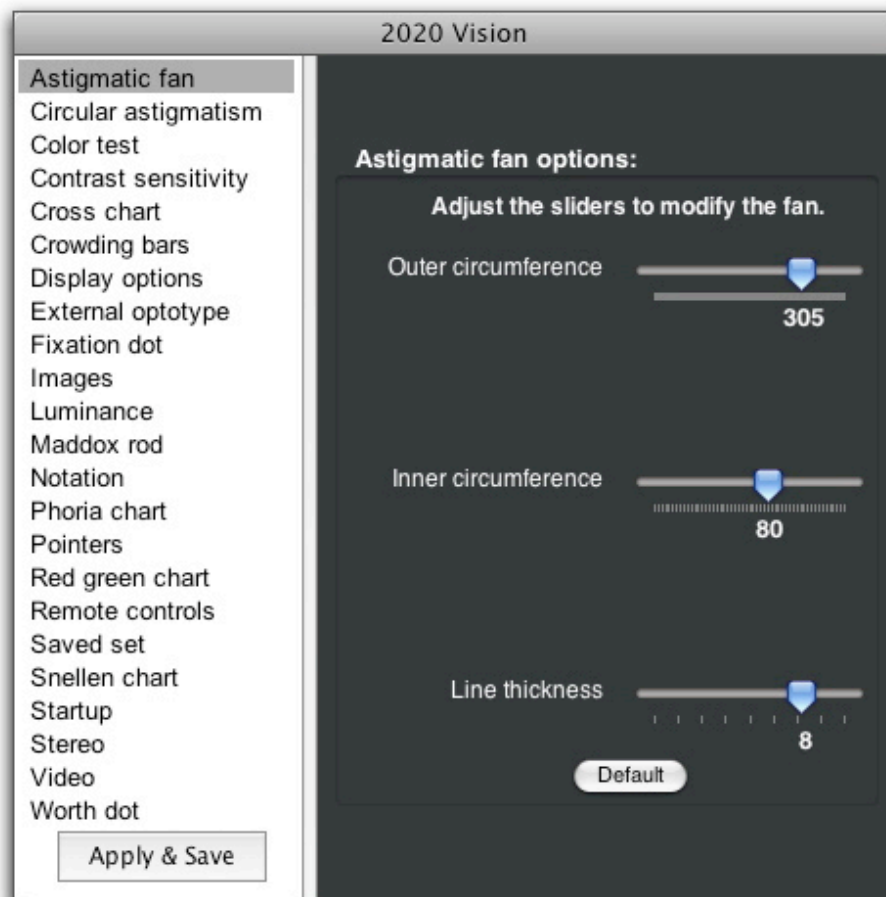 2020 Vision
Astigmatic fan
Circular astigmatism
Color test
Contrast sensitivity
Cross chart
Crowding bars
Display options
External optotype
Fixation dot
Images
Luminance
Maddox rod
Notation
Phoria chart
Pointers
Red green chart
Remote controls
Saved set
Snellen chart
Startup
Stereo
Video
Worth dot
Apply & Save
Astigmatic fan options:
Adjust the sliders to modify the fan.
Outer circumference
305
Inner circumference
80
Line thickness
8
Default